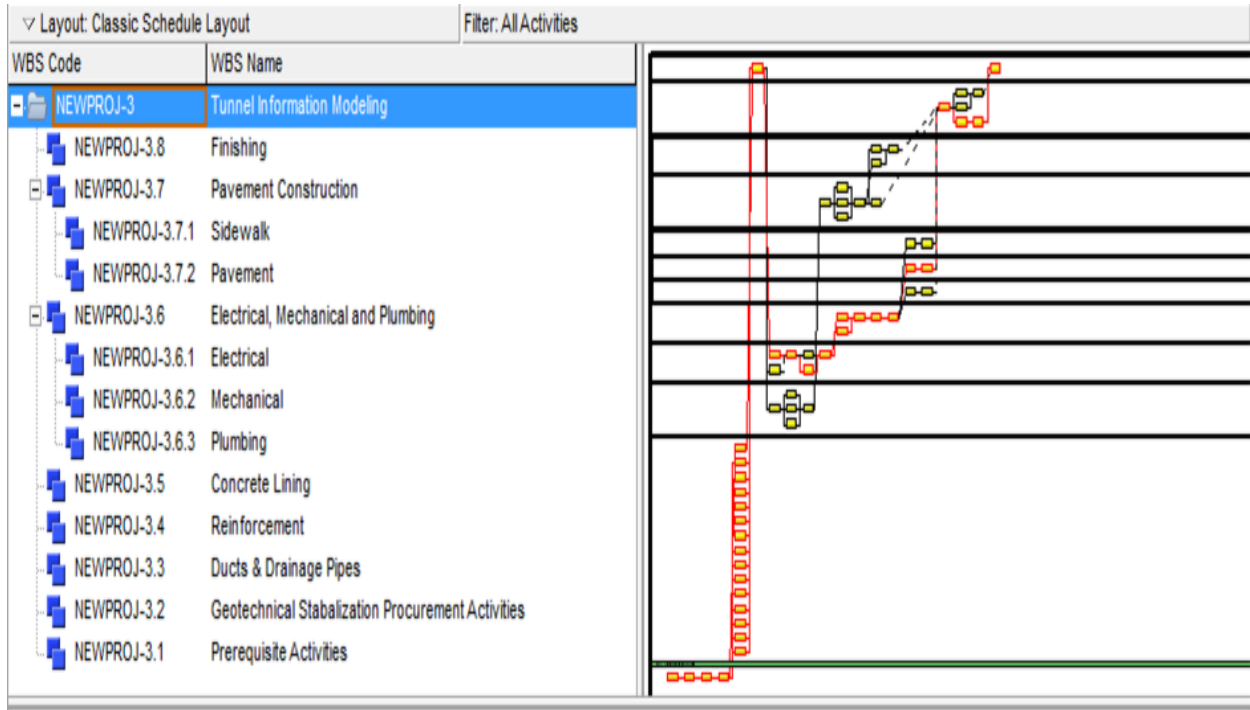 Layout: Classic Schedule Layout Filter: All Activities
WBS Code WBS Name
NEWPROJ-3 Tunnel Information Modeling
NEWPROJ-3.8 Finishing
NEWPROJ-3.7 Pavement Construction
NEWPROJ-3.7.1 Sidewalk
NEWPROJ-3.7.2 Pavement
NEWPROJ-3.6 Electrical, Mechanical and Plumbing
NEWPROJ-3.6.1 Electrical
NEWPROJ-3.6.2 Mechanical
NEWPROJ-3.6.3 Plumbing
NEWPROJ-3.5 Concrete Lining
NEWPROJ-3.4 Reinforcement
NEWPROJ-3.3 Ducts & Drainage Pipes
NEWPROJ-3.2 Geotechnical Stabalization Procurement Activities
NEWPROJ-3.1 Prerequisite Activities